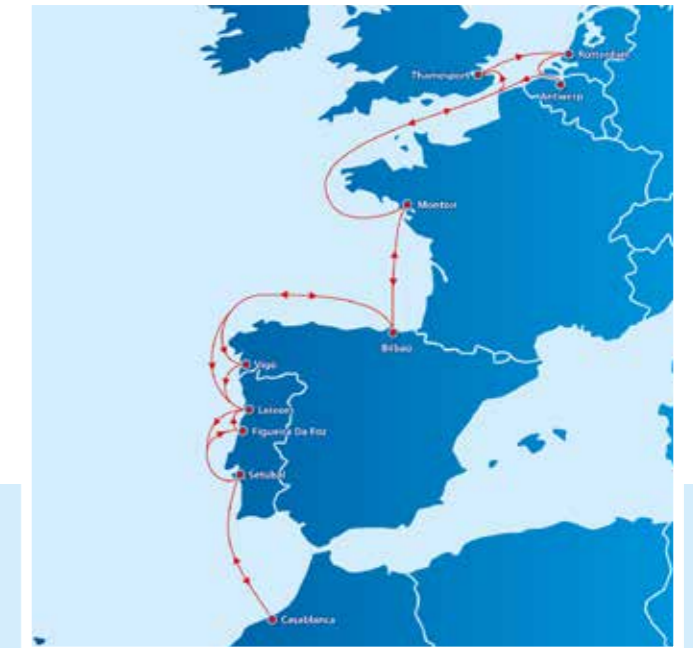 Rotterdam
Thamesport
Antwerp
Montoir
Bilbao
Vigo
Leixoes
Figueira Da Foz
Setubal
Casablanca